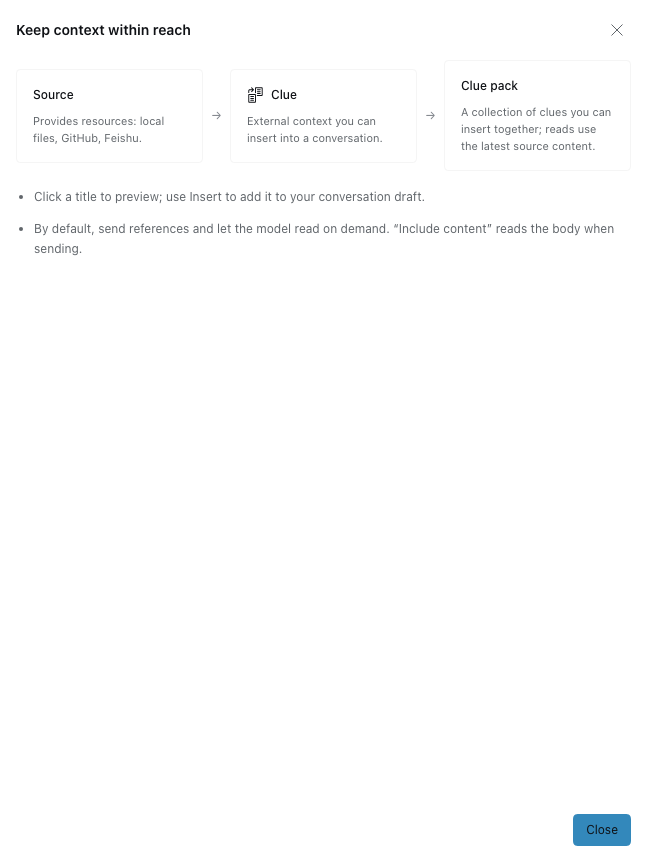 Keep context within reach
Source
Provides resources: local
files, GitHub, Feishu.
→
Clue
External context you can
insert into a conversation.
→
Clue pack
A collection of clues you can
insert together; reads use
the latest source content.
• Click a title to preview; use Insert to add it to your conversation draft.
• By default, send references and let the model read on demand. “Include content” reads the body when
sending.
Close